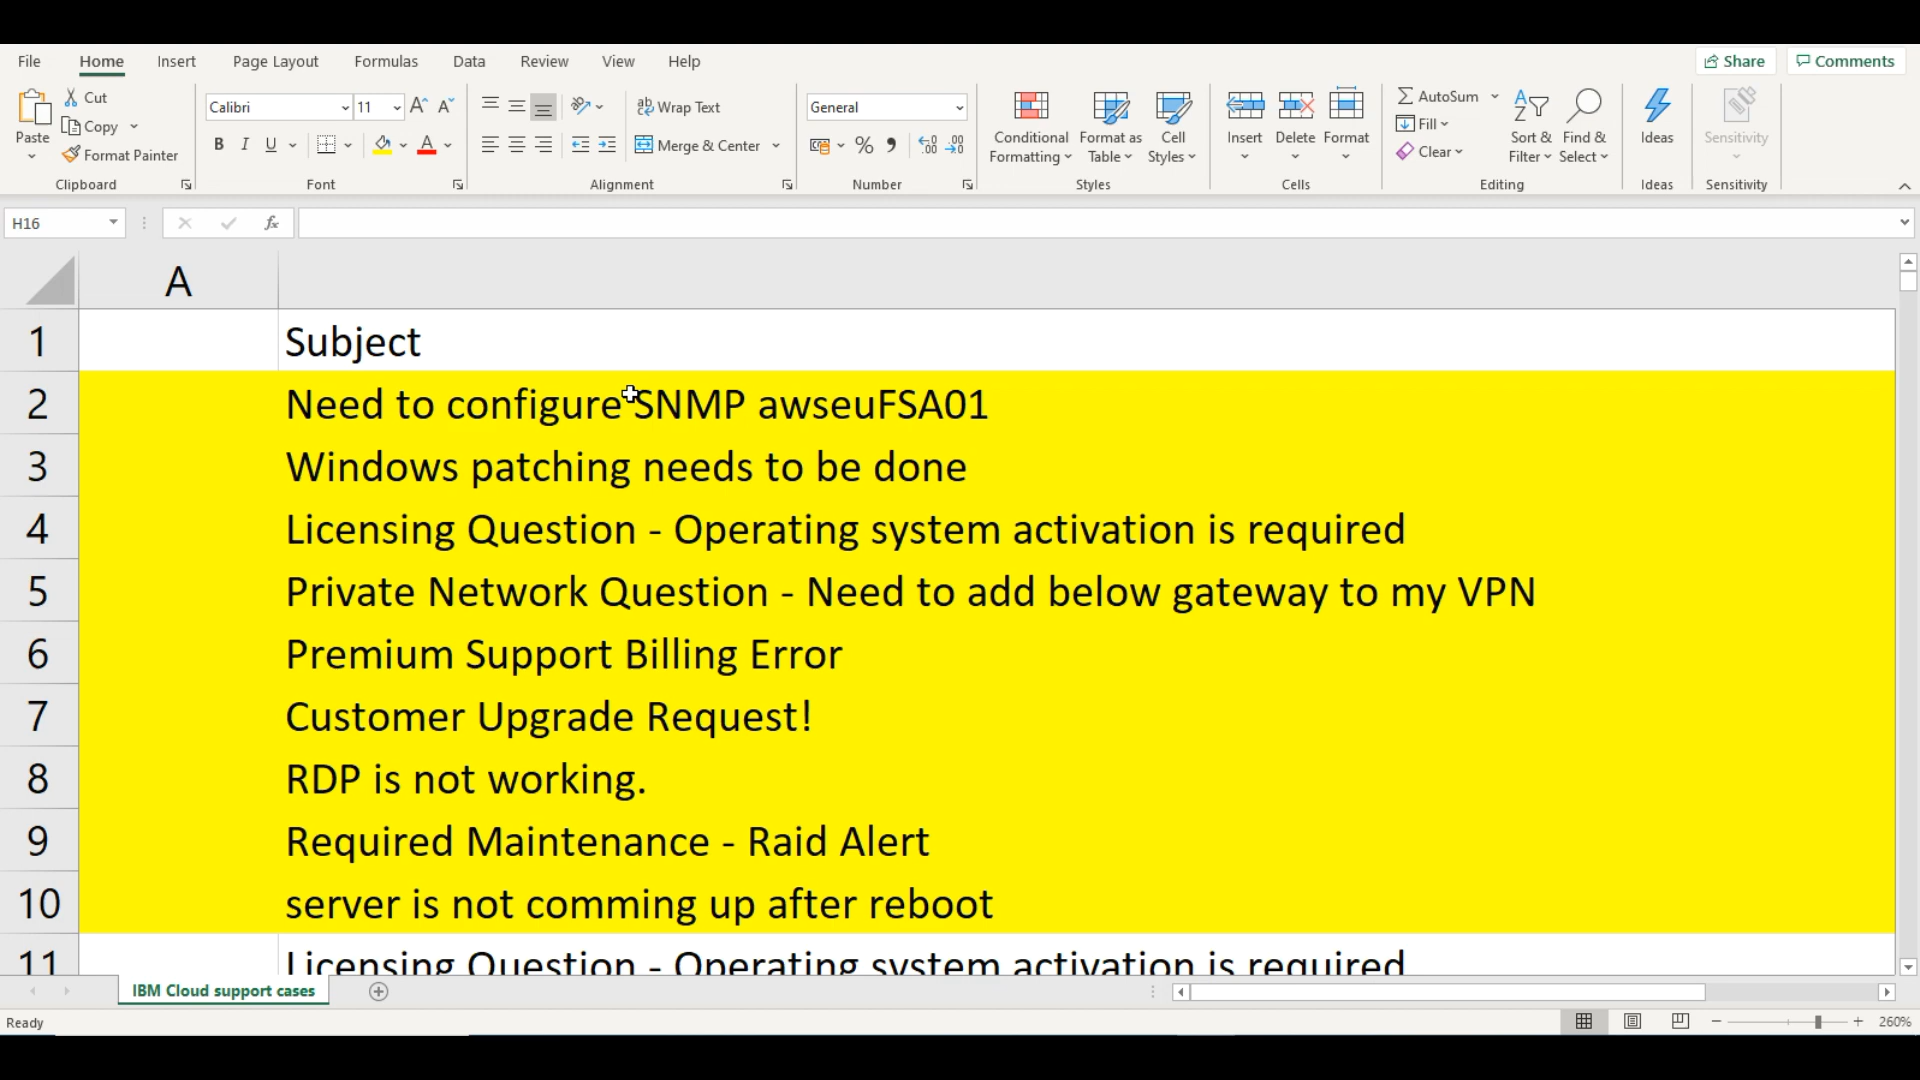 File Home Insert Page Layout Formulas Data Review View Help Share Comments
Cut
Copy
Format Painter
Paste
Clipboard
Calibri 11
B I U A
Font
ab Wrap Text
Merge & Center
Alignment
General
% 9 .00 .00
Number
Conditional Formatting
Format as Table
Cell Styles
Styles
Insert Delete Format
Cells
AutoSum
Fill
Clear
Sort & Filter
Find & Select
Editing
Ideas
Ideas
Sensitivity
Sensitivity
H16 fx
A
1 Subject
2 Need to configure SNMP awseuFSA01
3 Windows patching needs to be done
4 Licensing Question - Operating system activation is required
5 Private Network Question - Need to add below gateway to my VPN
6 Premium Support Billing Error
7 Customer Upgrade Request!
8 RDP is not working.
9 Required Maintenance - Raid Alert
10 server is not comming up after reboot
11 Licensing Question - Operating system activation is required
IBM Cloud support cases
Ready 260%